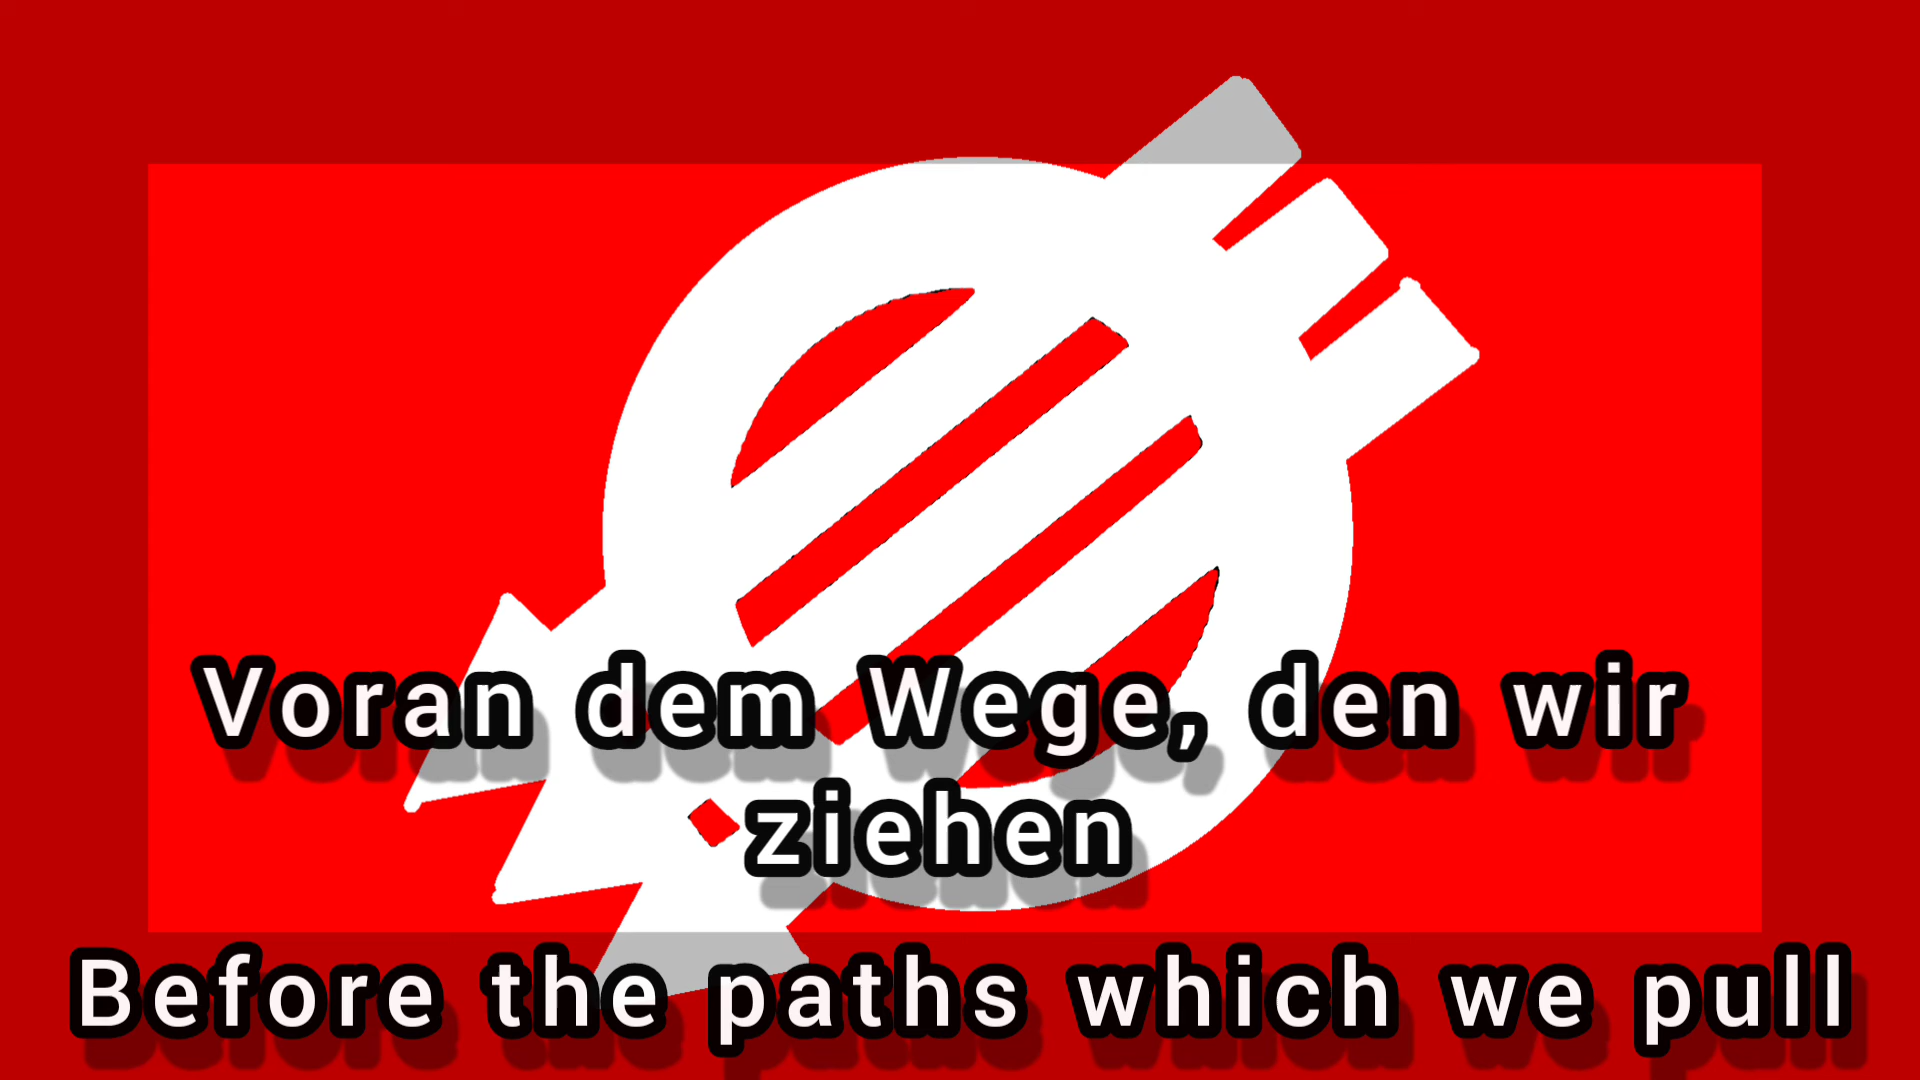 Voran dem Wege, den wir
ziehen
Before the paths which we pull